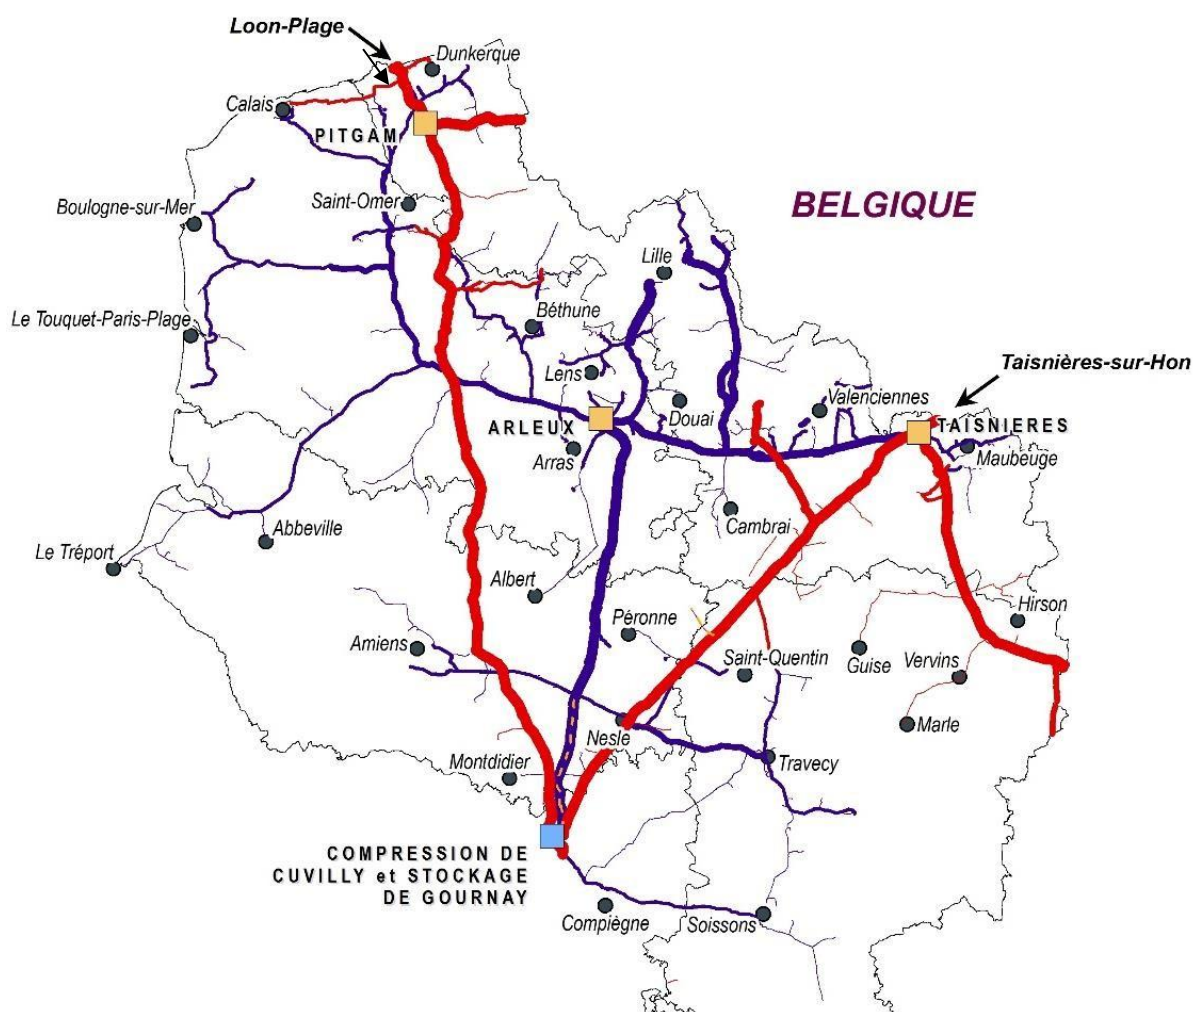 Loon-Plage
Dunkerque
Calais
PITGAM
Saint-Omer
BELGIQUE
Boulogne-sur-Mer
Lille
Le Touquet-Paris-Plage
Béthune
Taisnières-sur-Hon
Lens
Valenciennes
Douai
ARLEUX
TAISNIERES
Arras
Maubeuge
Cambrai
Abbeville
Le Tréport
Albert
Péronne
Hirson
Amiens
Saint-Quentin
Guise
Vervins
Marle
Nesle
Montdidier
Travecy
COMPRESSION DE
CUVILLY et STOCKAGE
DE GOURNAY
Compiègne
Soissons